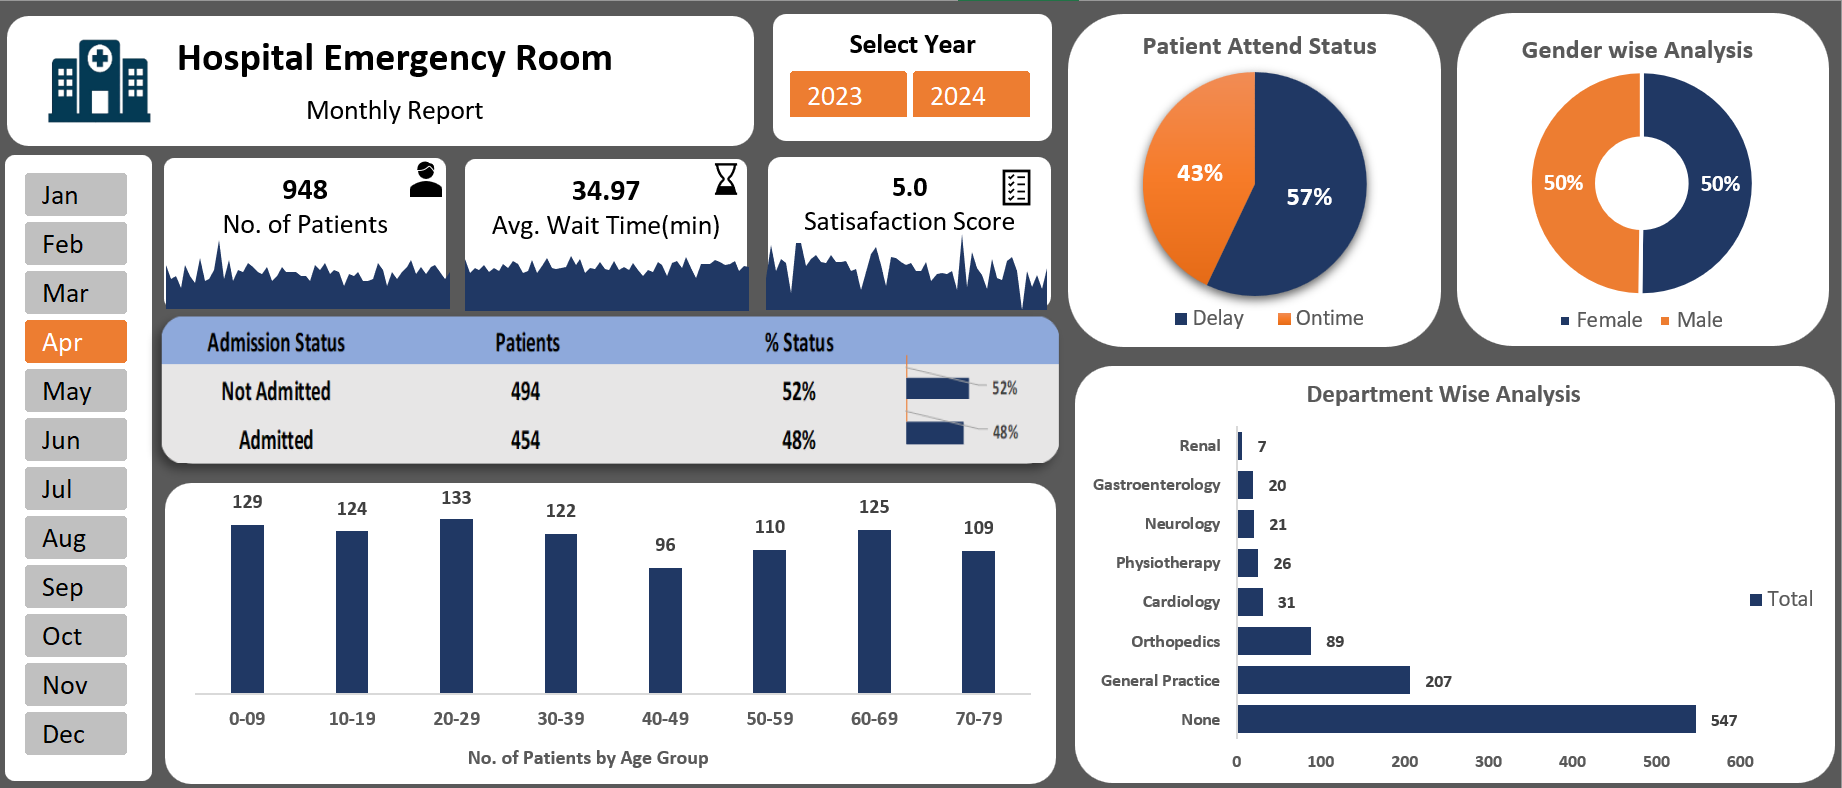 Hospital Emergency Room
Monthly Report
Select Year
2023 2024
Jan
Feb
Mar
Apr
May
Jun
Jul
Aug
Sep
Oct
Nov
Dec
948
No. of Patients
34.97
Avg. Wait Time(min)
5.0
Satisafaction Score
Admission Status Patients % Status
Not Admitted 494 52% 52%
Admitted 454 48% 48%
129 124 133 122 96 110 125 109
0-09 10-19 20-29 30-39 40-49 50-59 60-69 70-79
No. of Patients by Age Group
Patient Attend Status
43% 57%
Delay Ontime
Gender wise Analysis
50% 50%
Female Male
Department Wise Analysis
Renal 7
Gastroenterology 20
Neurology 21
Physiotherapy 26
Cardiology 31
Orthopedics 89
General Practice 207
None 547
0 100 200 300 400 500 600
Total